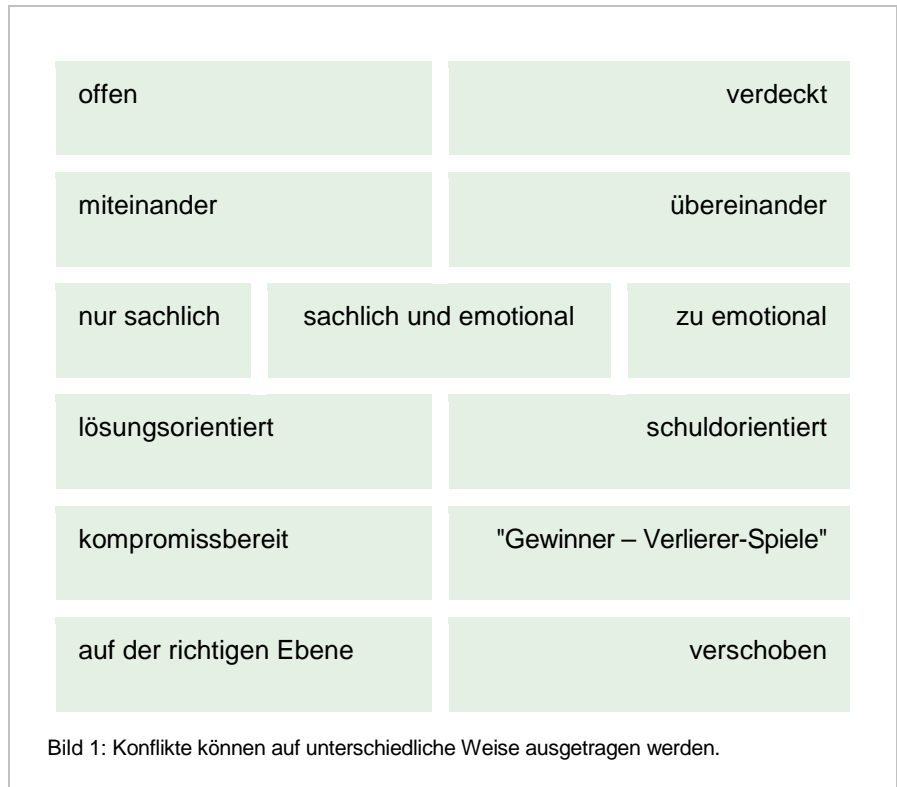 offen verdeckt
miteinander übereinander
nur sachlich sachlich und emotional zu emotional
lösungsorientiert schuldorientiert
kompromissbereit "Gewinner – Verlierer-Spiele"
auf der richtigen Ebene verschoben
Bild 1: Konflikte können auf unterschiedliche Weise ausgetragen werden.